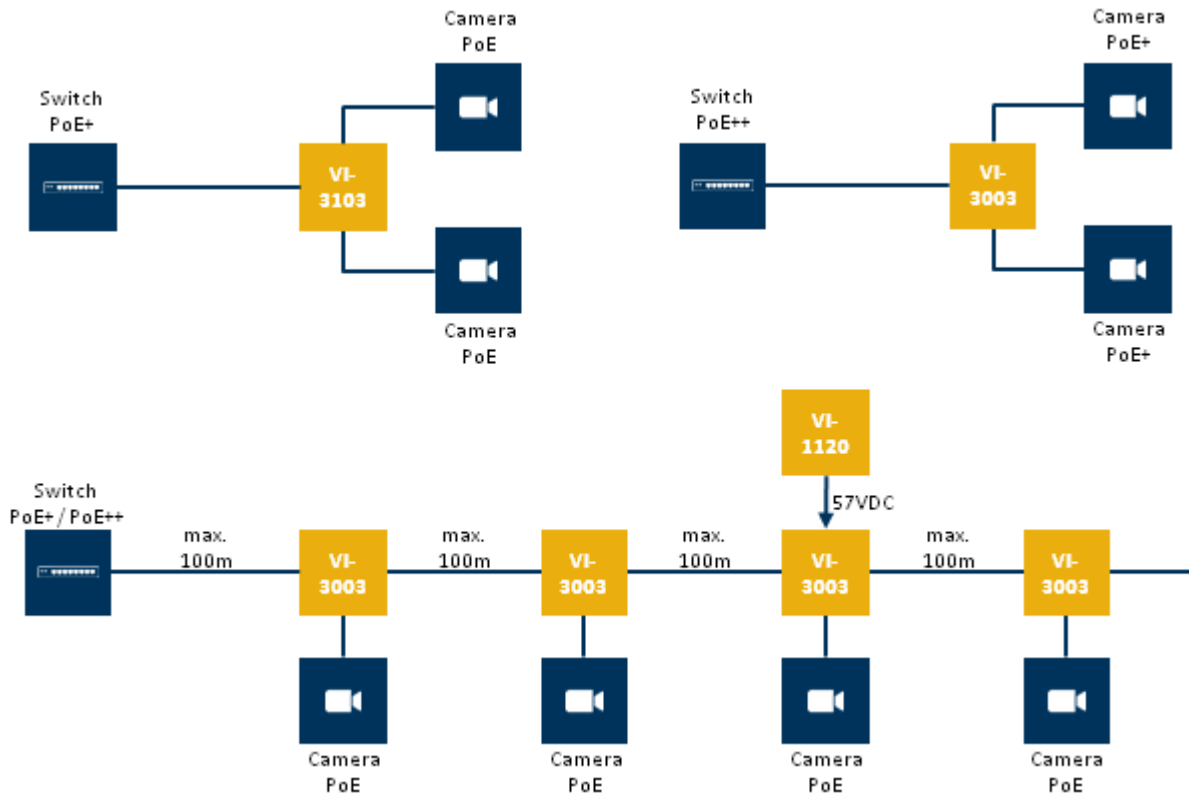 Camera
PoE
Switch
PoE+
VI-
3103
Camera
PoE
Camera
PoE+
Switch
PoE++
VI-
3003
Camera
PoE+
VI-
1120
57VDC
Switch
PoE+/PoE++
max.
100m
VI-
3003
max.
100m
VI-
3003
max.
100m
VI-
3003
max.
100m
VI-
3003
Camera
PoE
Camera
PoE
Camera
PoE
Camera
PoE